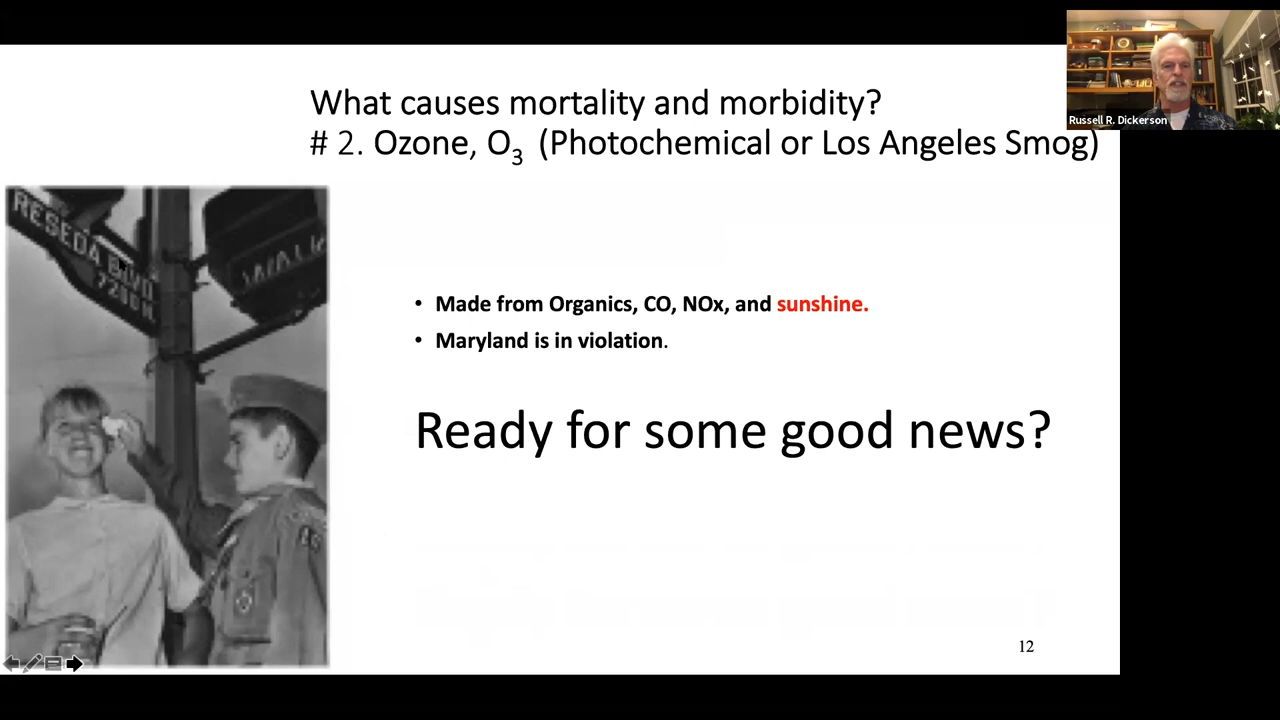 What causes mortality and morbidity?
# 2. Ozone, O3 (Photochemical or Los Angeles Smog)
Russell R. Dickerson
RESEDA BLVD
7200 N.
WALK
• Made from Organics, CO, NOx, and sunshine.
• Maryland is in violation.
Ready for some good news?
12